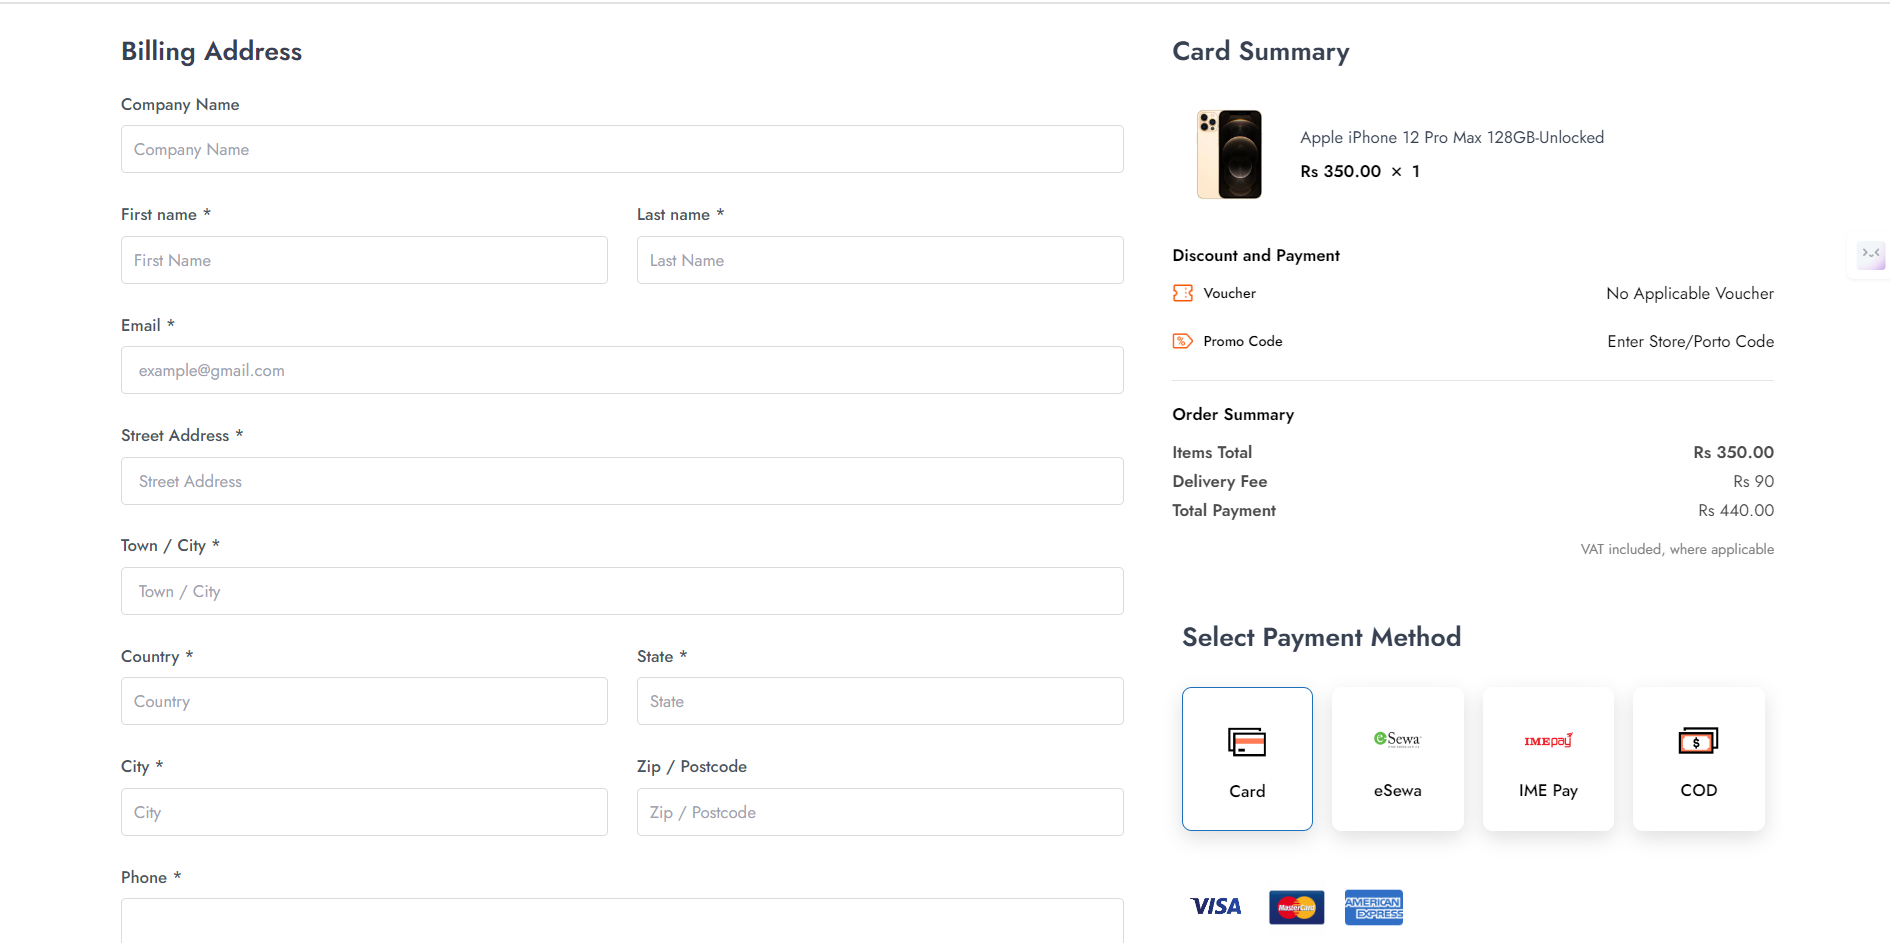 Billing Address
Company Name
Company Name
First name *
Last name *
First Name
Last Name
Email *
example@gmail.com
Street Address *
Street Address
Town / City *
Town / City
Country *
State *
Country
State
City *
Zip / Postcode
City
Zip / Postcode
Phone *
Card Summary
Apple iPhone 12 Pro Max 128GB-Unlocked
Rs 350.00 × 1
Discount and Payment
Voucher
No Applicable Voucher
Promo Code
Enter Store/Porto Code
Order Summary
Items Total
Rs 350.00
Delivery Fee
Rs 90
Total Payment
Rs 440.00
VAT included, where applicable
Select Payment Method
eSewa
IMEpay
Card
eSewa
IME Pay
COD
VISA
MasterCard
AMERICAN
EXPRESS